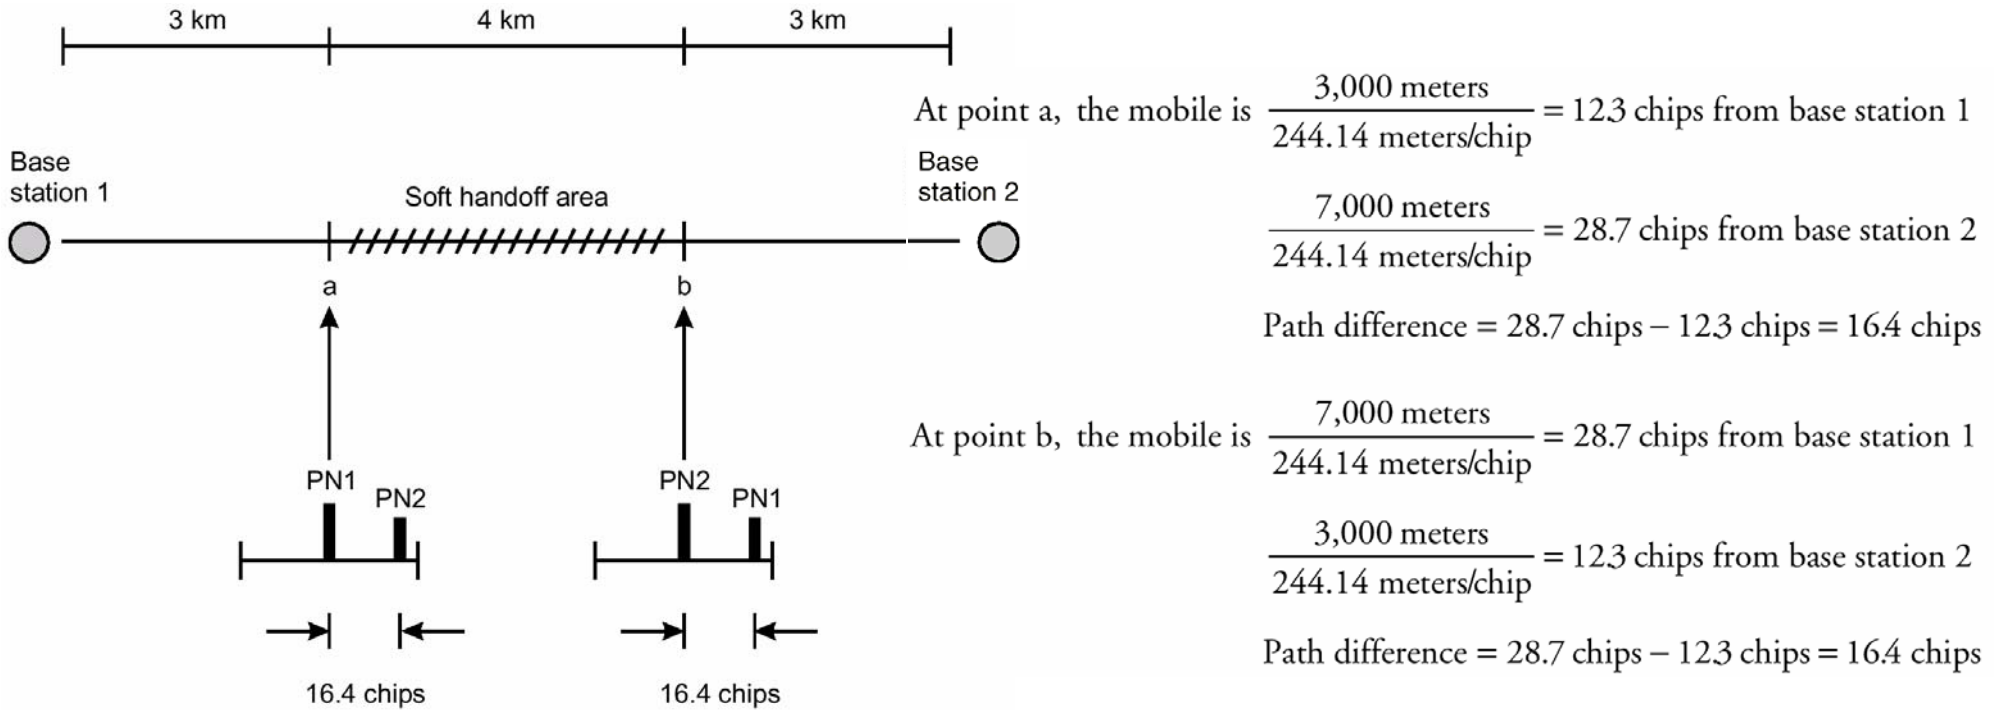 3 km 4 km 3 km
Base
station 1
Soft handoff area
Base
station 2
a b
PN1
PN2
PN2
PN1
16.4 chips 16.4 chips
At point a, the mobile is 3,000 meters / 244.14 meters/chip = 12.3 chips from base station 1
7,000 meters / 244.14 meters/chip = 28.7 chips from base station 2
Path difference = 28.7 chips – 12.3 chips = 16.4 chips
At point b, the mobile is 7,000 meters / 244.14 meters/chip = 28.7 chips from base station 1
3,000 meters / 244.14 meters/chip = 12.3 chips from base station 2
Path difference = 28.7 chips – 12.3 chips = 16.4 chips